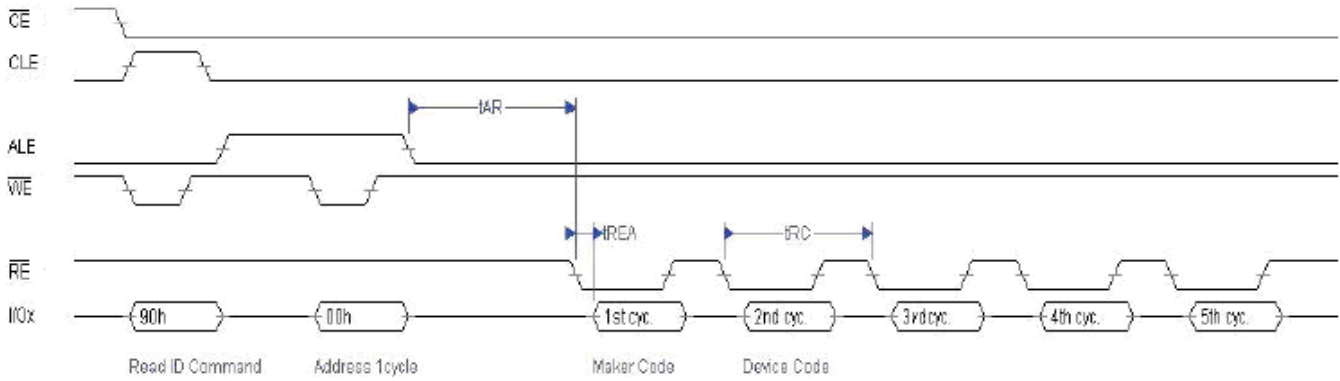 CE
CLE
tAR
ALE
WE
tREA
tRC
RE
I/Ox
90h
00h
1st cyc.
2nd cyc.
3rd cyc.
4th cyc.
5th cyc.
Read ID Command
Address 1cycle
Maker Code
Device Code